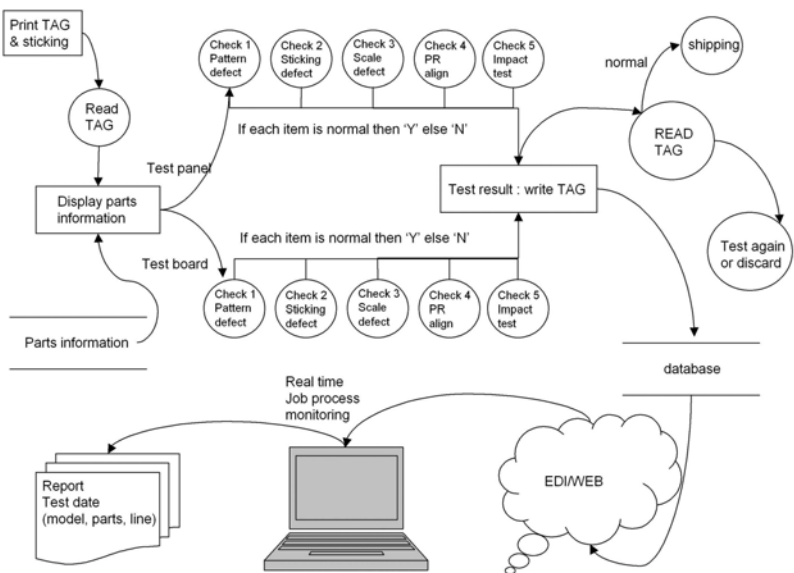 Print TAG
& sticking
Read
TAG
Display parts
information
Parts information
Test panel
Test board
Check 1
Pattern
defect
Check 2
Sticking
defect
Check 3
Scale
defect
Check 4
PR
align
Check 5
Impact
test
If each item is normal then 'Y' else 'N'
If each item is normal then 'Y' else 'N'
Check 1
Pattern
defect
Check 2
Sticking
defect
Check 3
Scale
defect
Check 4
PR
align
Check 5
Impact
test
Test result : write TAG
normal
shipping
READ
TAG
Test again
or discard
database
EDI/WEB
Real time
Job process
monitoring
Report
Test date
(model, parts, line)